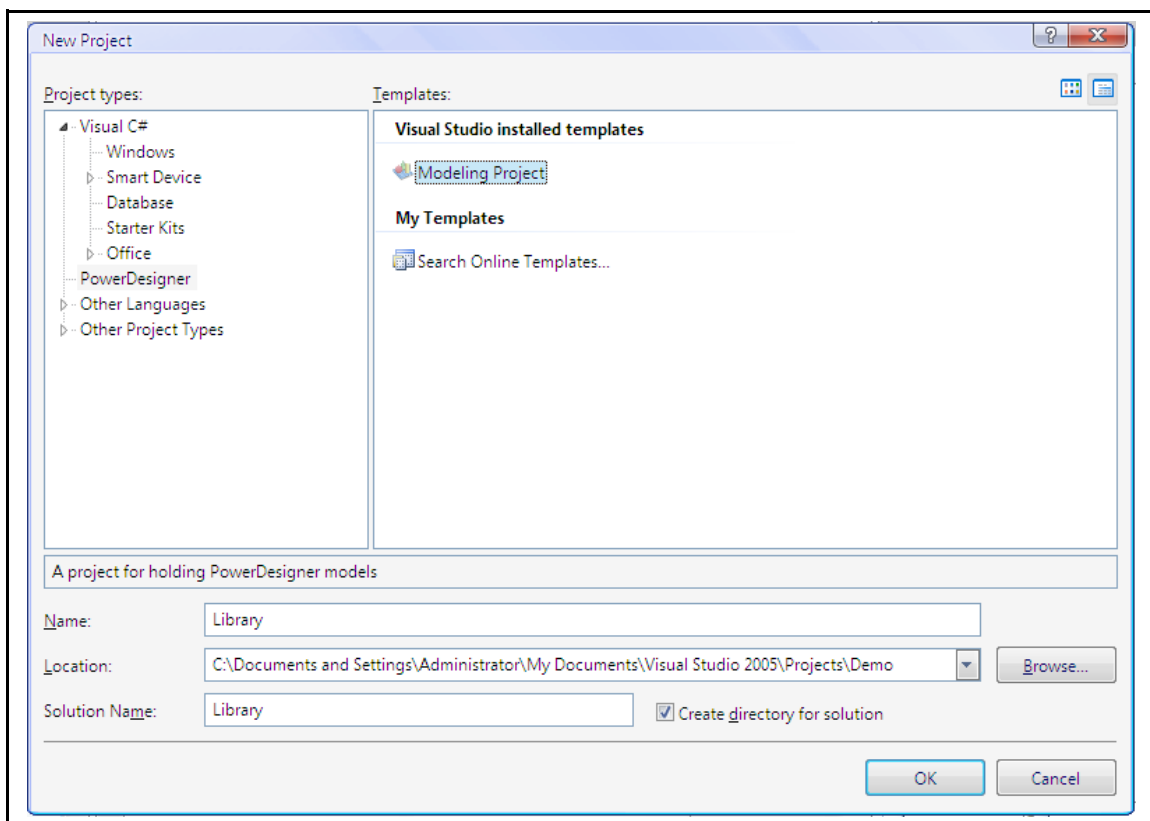 New Project
?
X
Project types:
Templates:
Visual C#
Windows
Smart Device
Database
Starter Kits
Office
PowerDesigner
Other Languages
Other Project Types
Visual Studio installed templates
Modeling Project
My Templates
Search Online Templates...
A project for holding PowerDesigner models
Name:
Library
Location:
C:\Documents and Settings\Administrator\My Documents\Visual Studio 2005\Projects\Demo
Browse...
Solution Name:
Library
Create directory for solution
OK
Cancel